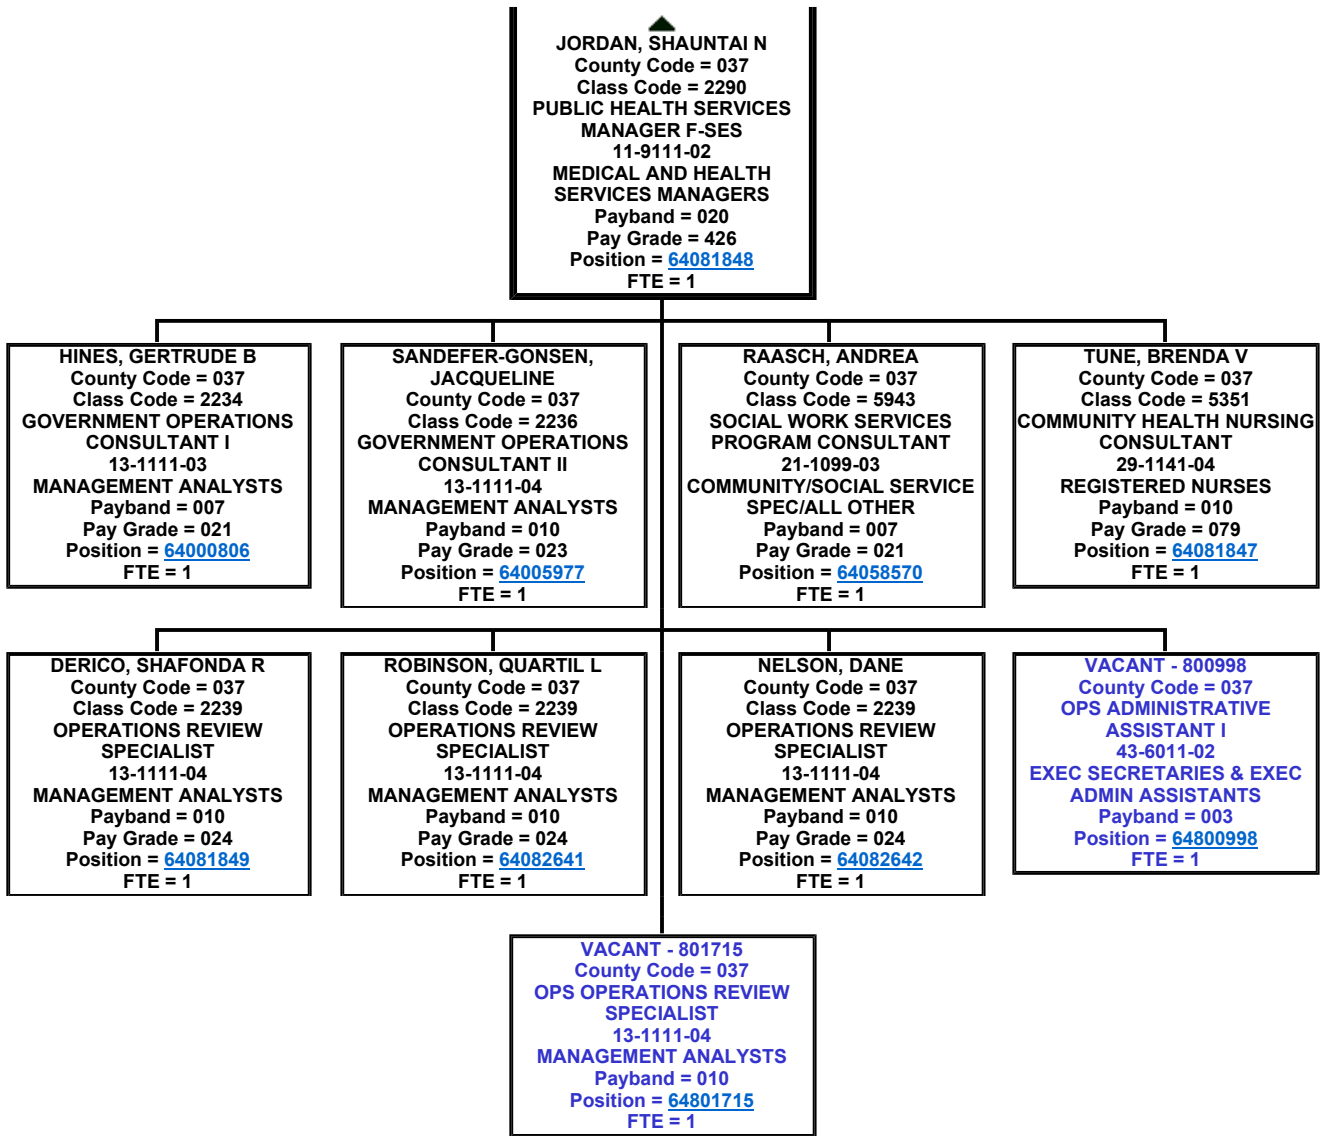 JORDAN, SHAUNTAI N
County Code = 037
Class Code = 2290
PUBLIC HEALTH SERVICES
MANAGER F-SES
11-9111-02
MEDICAL AND HEALTH
SERVICES MANAGERS
Payband = 020
Pay Grade = 426
Position = 64081848
FTE = 1
HINES, GERTRUDE B
County Code = 037
Class Code = 2234
GOVERNMENT OPERATIONS
CONSULTANT I
13-1111-03
MANAGEMENT ANALYSTS
Payband = 007
Pay Grade = 021
Position = 64000806
FTE = 1
SANDEFER-GONSEN,
JACQUELINE
County Code = 037
Class Code = 2236
GOVERNMENT OPERATIONS
CONSULTANT II
13-1111-04
MANAGEMENT ANALYSTS
Payband = 010
Pay Grade = 023
Position = 64005977
FTE = 1
RAASCH, ANDREA
County Code = 037
Class Code = 5943
SOCIAL WORK SERVICES
PROGRAM CONSULTANT
21-1099-03
COMMUNITY/SOCIAL SERVICE
SPEC/ALL OTHER
Payband = 007
Pay Grade = 021
Position = 64058570
FTE = 1
TUNE, BRENDA V
County Code = 037
Class Code = 5351
COMMUNITY HEALTH NURSING
CONSULTANT
29-1141-04
REGISTERED NURSES
Payband = 010
Pay Grade = 079
Position = 64081847
FTE = 1
DERICO, SHAFONDA R
County Code = 037
Class Code = 2239
OPERATIONS REVIEW
SPECIALIST
13-1111-04
MANAGEMENT ANALYSTS
Payband = 010
Pay Grade = 024
Position = 64081849
FTE = 1
ROBINSON, QUARTIL L
County Code = 037
Class Code = 2239
OPERATIONS REVIEW
SPECIALIST
13-1111-04
MANAGEMENT ANALYSTS
Payband = 010
Pay Grade = 024
Position = 64082641
FTE = 1
NELSON, DANE
County Code = 037
Class Code = 2239
OPERATIONS REVIEW
SPECIALIST
13-1111-04
MANAGEMENT ANALYSTS
Payband = 010
Pay Grade = 024
Position = 64082642
FTE = 1
VACANT - 800998
County Code = 037
OPS ADMINISTRATIVE
ASSISTANT I
43-6011-02
EXEC SECRETARIES & EXEC
ADMIN ASSISTANTS
Payband = 003
Position = 64800998
FTE = 1
VACANT - 801715
County Code = 037
OPS OPERATIONS REVIEW
SPECIALIST
13-1111-04
MANAGEMENT ANALYSTS
Payband = 010
Position = 64801715
FTE = 1